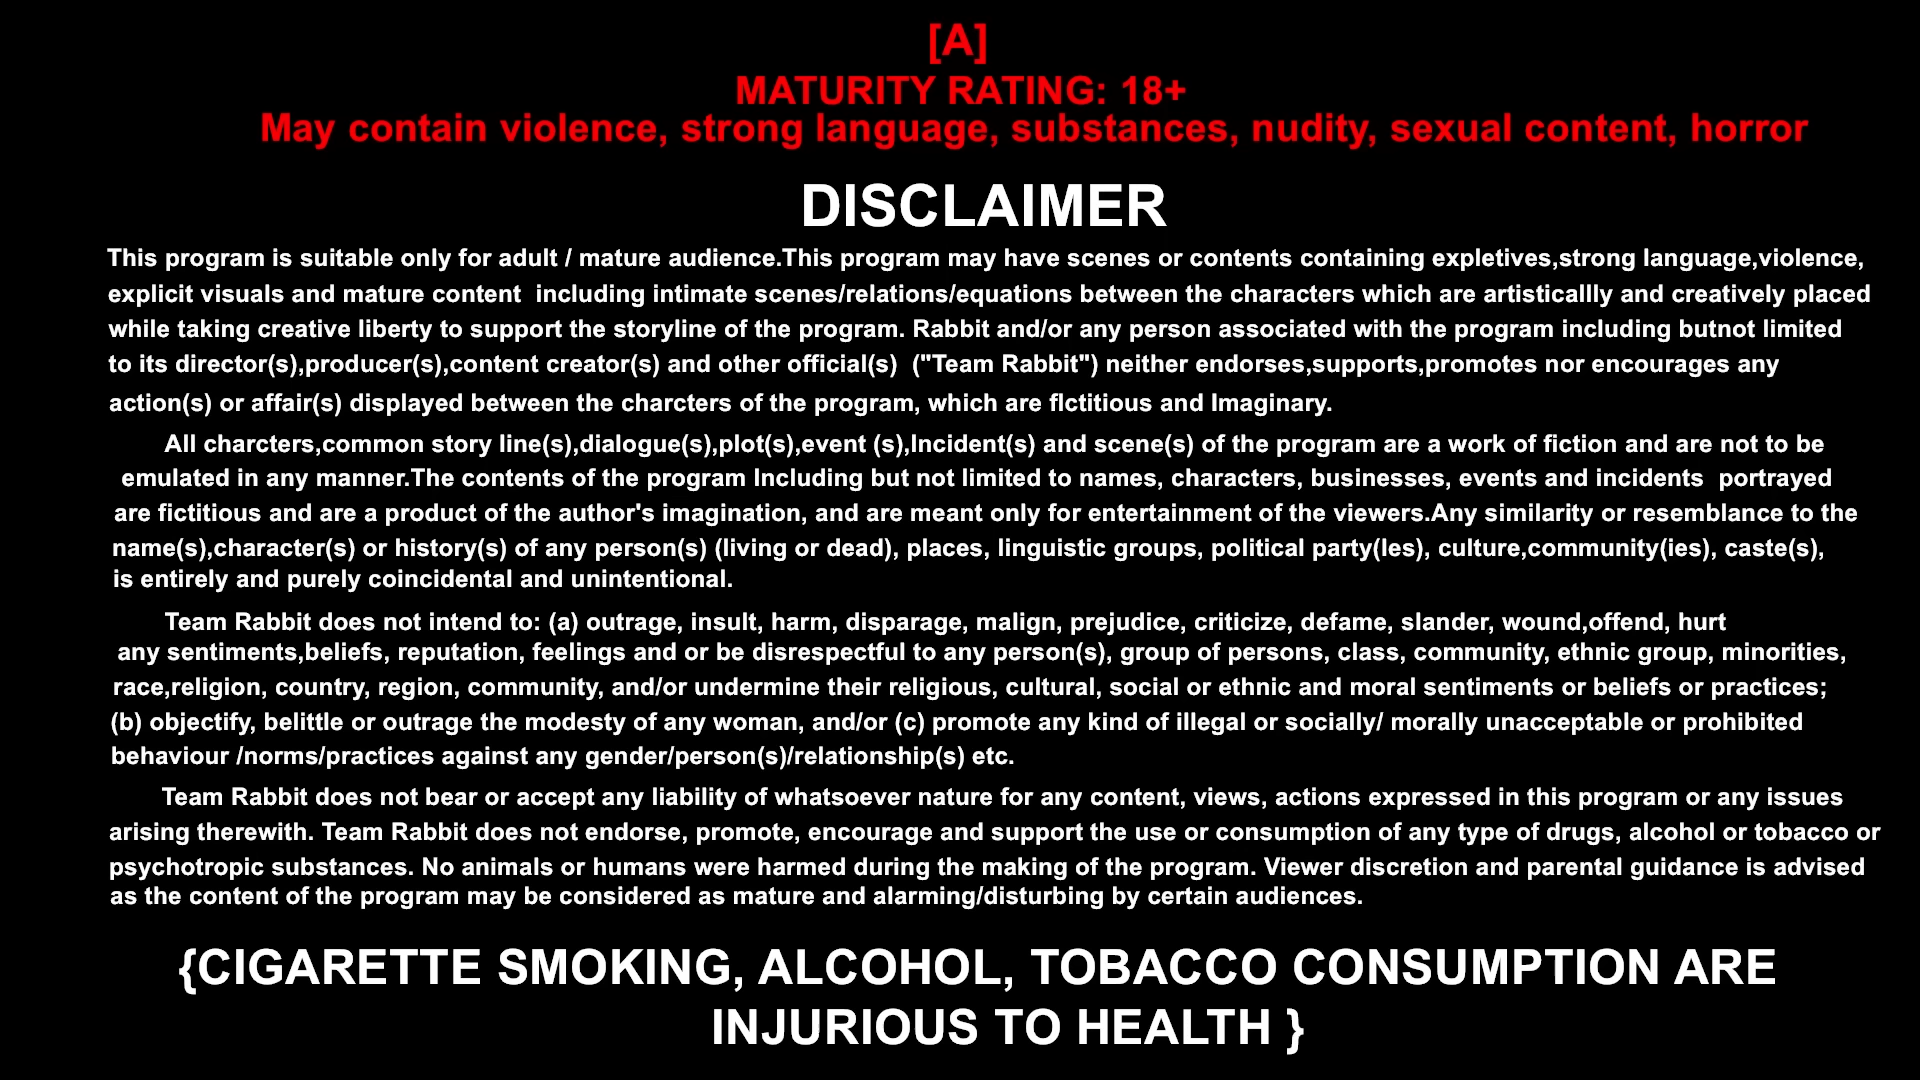 [A]
MATURITY RATING: 18+
May contain violence, strong language, substances, nudity, sexual content, horror
DISCLAIMER
This program is suitable only for adult / mature audience.This program may have scenes or contents containing expletives,strong language,violence,
explicit visuals and mature content  including intimate scenes/relations/equations between the characters which are artisticallly and creatively placed
while taking creative liberty to support the storyline of the program. Rabbit and/or any person associated with the program including butnot limited
to its director(s),producer(s),content creator(s) and other official(s)  ("Team Rabbit") neither endorses,supports,promotes nor encourages any
action(s) or affair(s) displayed between the charcters of the program, which are fIctitious and Imaginary.
All charcters,common story line(s),dialogue(s),plot(s),event (s),Incident(s) and scene(s) of the program are a work of fiction and are not to be
emulated in any manner.The contents of the program Including but not limited to names, characters, businesses, events and incidents  portrayed
are fictitious and are a product of the author's imagination, and are meant only for entertainment of the viewers.Any similarity or resemblance to the
name(s),character(s) or history(s) of any person(s) (living or dead), places, linguistic groups, political party(les), culture,community(ies), caste(s),
is entirely and purely coincidental and unintentional.
Team Rabbit does not intend to: (a) outrage, insult, harm, disparage, malign, prejudice, criticize, defame, slander, wound,offend, hurt
any sentiments,beliefs, reputation, feelings and or be disrespectful to any person(s), group of persons, class, community, ethnic group, minorities,
race,religion, country, region, community, and/or undermine their religious, cultural, social or ethnic and moral sentiments or beliefs or practices;
(b) objectify, belittle or outrage the modesty of any woman, and/or (c) promote any kind of illegal or socially/ morally unacceptable or prohibited
behaviour /norms/practices against any gender/person(s)/relationship(s) etc.
Team Rabbit does not bear or accept any liability of whatsoever nature for any content, views, actions expressed in this program or any issues
arising therewith. Team Rabbit does not endorse, promote, encourage and support the use or consumption of any type of drugs, alcohol or tobacco or
psychotropic substances. No animals or humans were harmed during the making of the program. Viewer discretion and parental guidance is advised
as the content of the program may be considered as mature and alarming/disturbing by certain audiences.
{CIGARETTE SMOKING, ALCOHOL, TOBACCO CONSUMPTION ARE
INJURIOUS TO HEALTH }